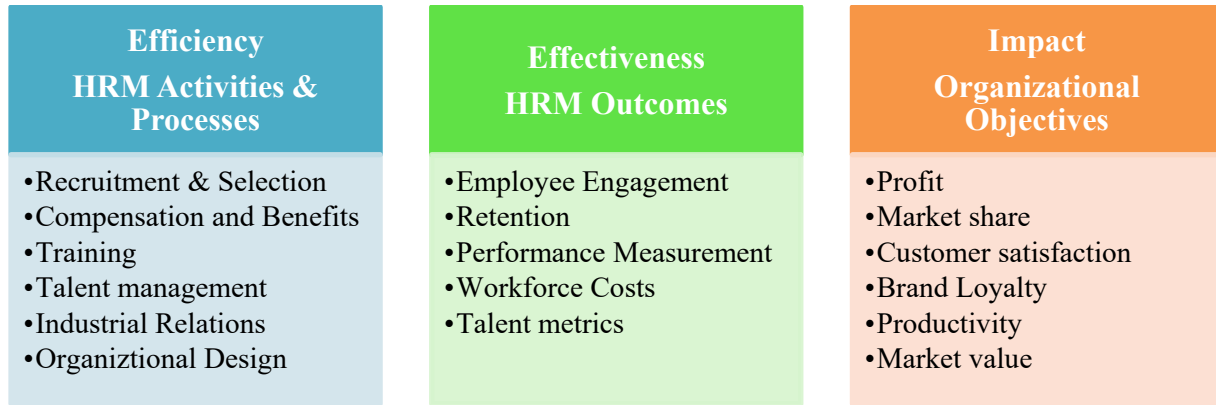 Efficiency
HRM Activities &
Processes
•Recruitment & Selection
•Compensation and Benefits
•Training
•Talent management
•Industrial Relations
•Organiztional Design
Effectiveness
HRM Outcomes
•Employee Engagement
•Retention
•Performance Measurement
•Workforce Costs
•Talent metrics
Impact
Organizational
Objectives
•Profit
•Market share
•Customer satisfaction
•Brand Loyalty
•Productivity
•Market value